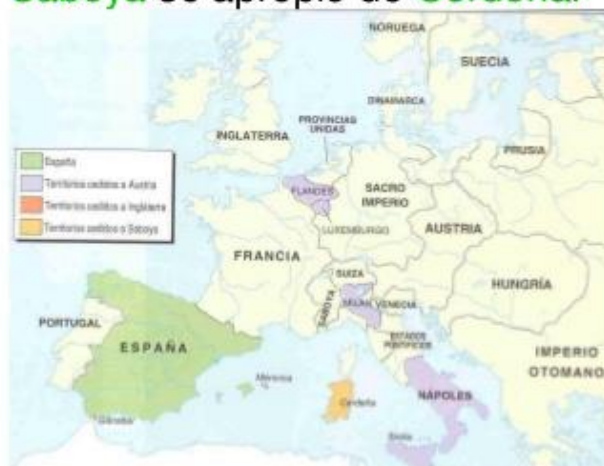 Saboya se apropió de Cerdeña.
NORUEGA
SUECIA
DINAMARCA
PROVINCIAS
UNIDAS
INGLATERRA
PRUSIA
España
Territorios cedidos a Austria
Territorios cedidos a Inglaterra
Territorios cedidos a Saboya
FLANDES
SACRO
IMPERIO
LUXEMBURGO
AUSTRIA
FRANCIA
SUIZA
HUNGRÍA
SABOYA
MILÁN
VENECIA
PORTUGAL
ESPAÑA
ESTADOS
PONTIFICIOS
IMPERIO
OTOMANO
Menorca
Cerdeña
NÁPOLES
Gibraltar
Sicilia